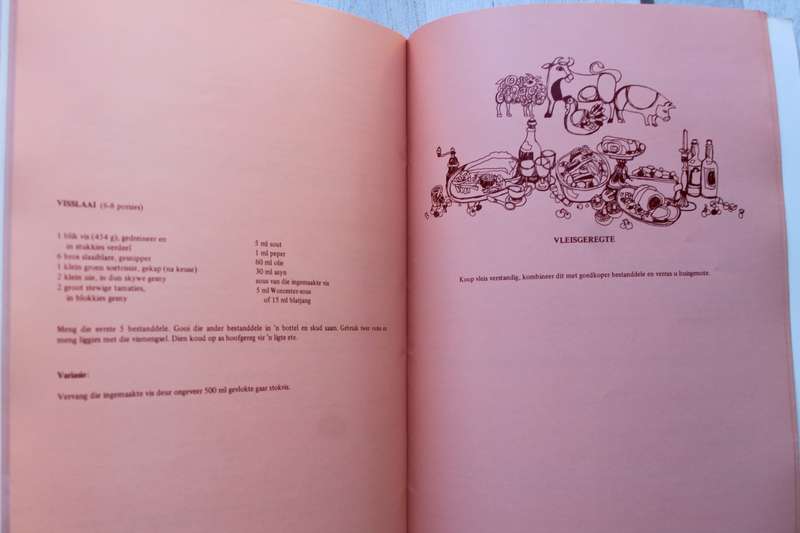 VISSLAAI (6-8 porsies)
1 blik vis (454 g), gedreineer en
in stukkies verdeel
6 bros slaaiblare, gesnipper
1 klein groen soetrissie, gekap (na keuse)
2 klein uie, in dun skywe gesny
2 groot stewige tamaties,
in blokkies gesny
5 ml sout
1 ml peper
60 ml olie
30 ml asyn
sous van die ingemaakte vis
5 ml Worcester-sous
of 15 ml blatjang
Meng die eerste 5 bestanddele. Gooi die ander bestanddele in 'n bottel en skud saam. Gebruik twee vurke en
meng liggies met die vismengsel. Dien koud op as hoofgereg vir 'n ligte ete.
Variasie:
Vervang die ingemaakte vis deur ongeveer 500 ml gevlokte gaar stokvis.
VLEISGEREGTE
Koop vleis verstandig, kombineer dit met goedkoper bestanddele en verras u huisgenote.